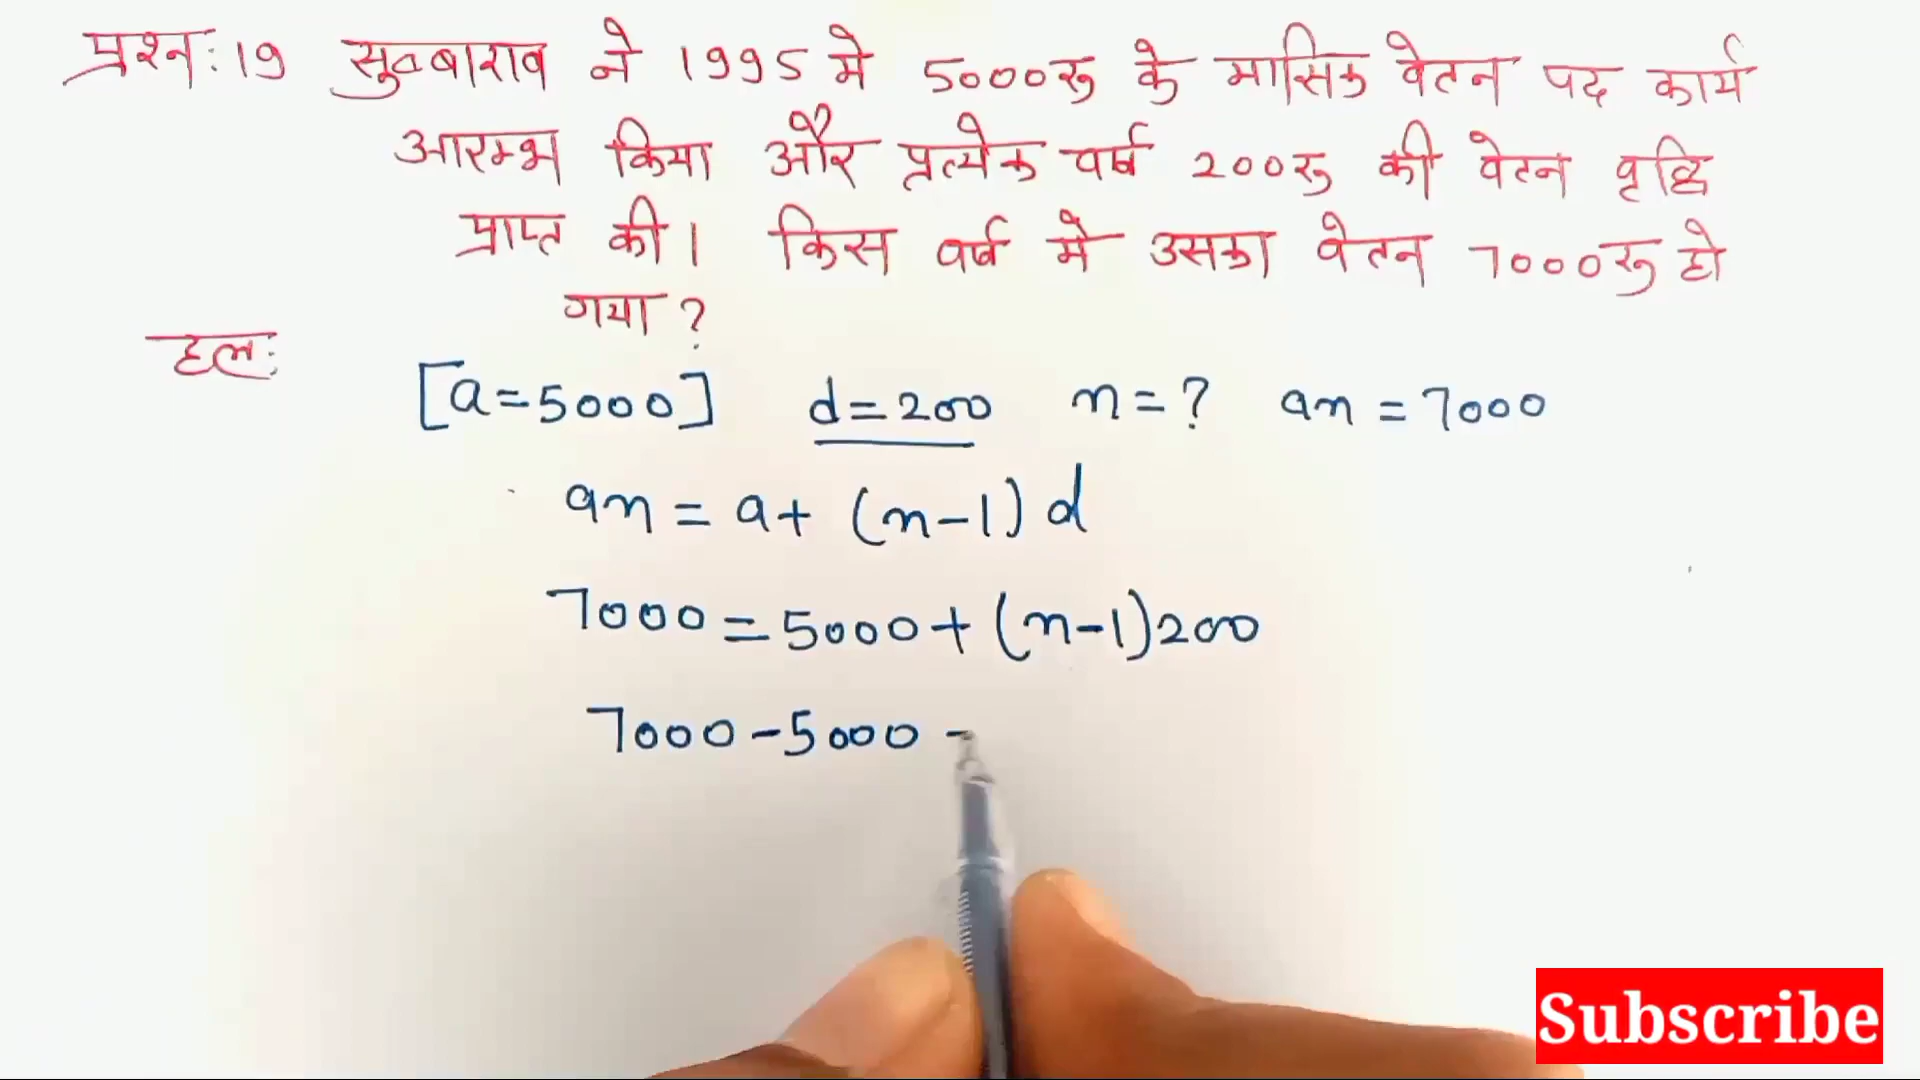 प्रश्न: 19 सुब्बाराव ने 1995 मे 5000रु के मासिक वेतन पद कार्य
आरम्भ किया और प्रत्येक वर्ष 200रु की वेतन वृद्धि
प्राप्त की। किस वर्ष मे उसका वेतन 7000रु हो
गया ?
हल:
[a=5000] d=200 n=? an=7000
an = a+ (n-1) d
7000 = 5000 + (n-1)200
7000 - 5000 -
Subscribe